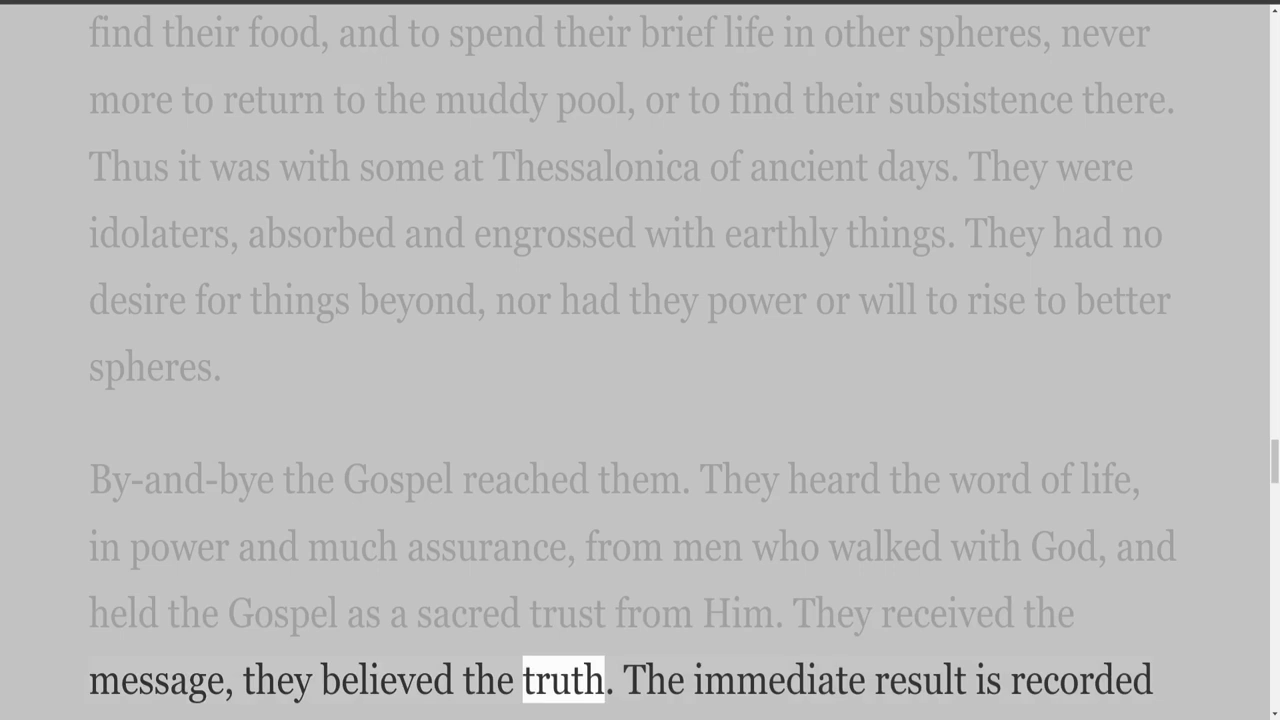 find their food, and to spend their brief life in other spheres, never
more to return to the muddy pool, or to find their subsistence there.
Thus it was with some at Thessalonica of ancient days. They were
idolaters, absorbed and engrossed with earthly things. They had no
desire for things beyond, nor had they power or will to rise to better
spheres.
By-and-bye the Gospel reached them. They heard the word of life,
in power and much assurance, from men who walked with God, and
held the Gospel as a sacred trust from Him. They received the
message, they believed the truth. The immediate result is recorded